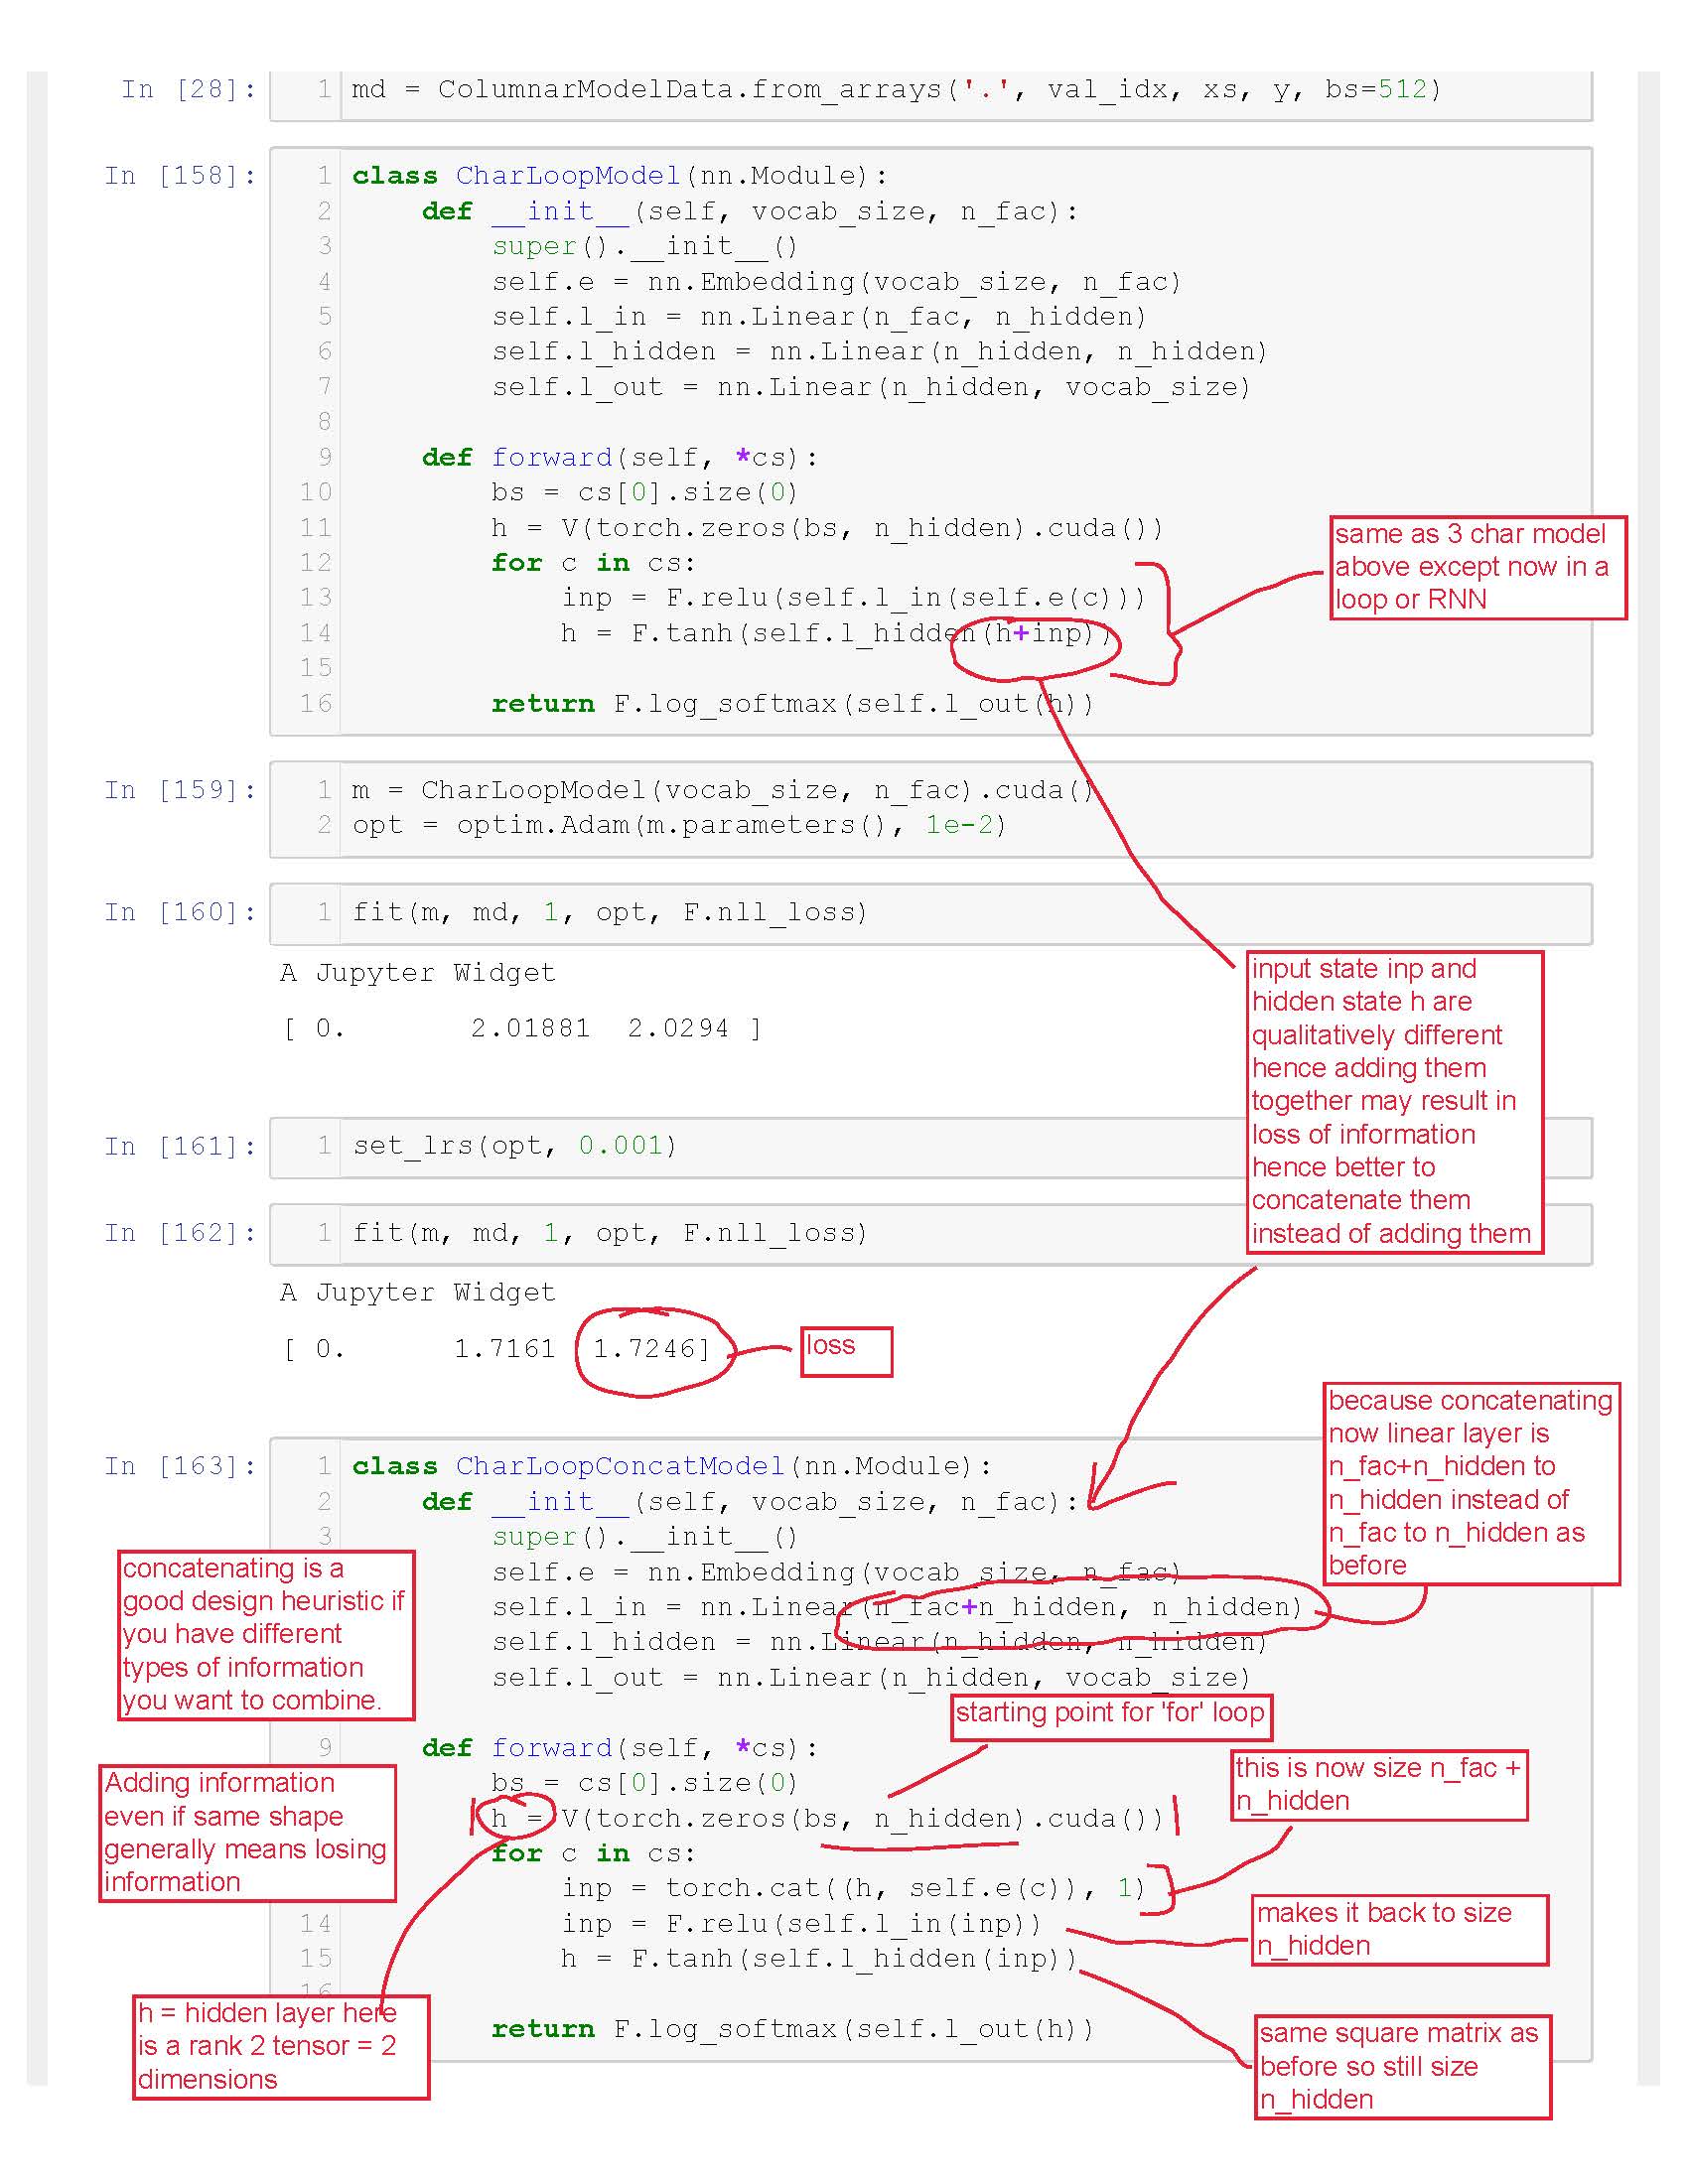 In [28]:
1 md = ColumnarModelData.from_arrays('.', val_idx, xs, y, bs=512)
In [158]:
1 class CharLoopModel(nn.Module):
2 def __init__(self, vocab_size, n_fac):
3 super().__init__()
4 self.e = nn.Embedding(vocab_size, n_fac)
5 self.l_in = nn.Linear(n_fac, n_hidden)
6 self.l_hidden = nn.Linear(n_hidden, n_hidden)
7 self.l_out = nn.Linear(n_hidden, vocab_size)
8
9 def forward(self, *cs):
10 bs = cs[0].size(0)
11 h = V(torch.zeros(bs, n_hidden).cuda())
12 for c in cs:
13 inp = F.relu(self.l_in(self.e(c)))
14 h = F.tanh(self.l_hidden(h+inp))
15
16 return F.log_softmax(self.l_out(h))
same as 3 char model
above except now in a
loop or RNN
In [159]:
1 m = CharLoopModel(vocab_size, n_fac).cuda()
2 opt = optim.Adam(m.parameters(), 1e-2)
In [160]:
1 fit(m, md, 1, opt, F.nll_loss)
A Jupyter Widget
[ 0. 2.01881 2.0294 ]
input state inp and
hidden state h are
qualitatively different
hence adding them
together may result in
loss of information
hence better to
concatenate them
instead of adding them
In [161]:
1 set_lrs(opt, 0.001)
In [162]:
1 fit(m, md, 1, opt, F.nll_loss)
A Jupyter Widget
[ 0. 1.7161 1.7246]
loss
because concatenating
now linear layer is
n_fac+n_hidden to
n_hidden instead of
n_fac to n_hidden as
before
In [163]:
1 class CharLoopConcatModel(nn.Module):
2 def __init__(self, vocab_size, n_fac):
3 super().__init__()
self.e = nn.Embedding(vocab_size, n_fac)
self.l_in = nn.Linear(n_fac+n_hidden, n_hidden)
self.l_hidden = nn.Linear(n_hidden, n_hidden)
self.l_out = nn.Linear(n_hidden, vocab_size)
concatenating is a
good design heuristic if
you have different
types of information
you want to combine.
starting point for 'for' loop
9 def forward(self, *cs):
bs = cs[0].size(0)
h = V(torch.zeros(bs, n_hidden).cuda())
for c in cs:
inp = torch.cat((h, self.e(c)), 1)
14 inp = F.relu(self.l_in(inp))
15 h = F.tanh(self.l_hidden(inp))
16
return F.log_softmax(self.l_out(h))
Adding information
even if same shape
generally means losing
information
this is now size n_fac +
n_hidden
makes it back to size
n_hidden
h = hidden layer here
is a rank 2 tensor = 2
dimensions
same square matrix as
before so still size
n_hidden